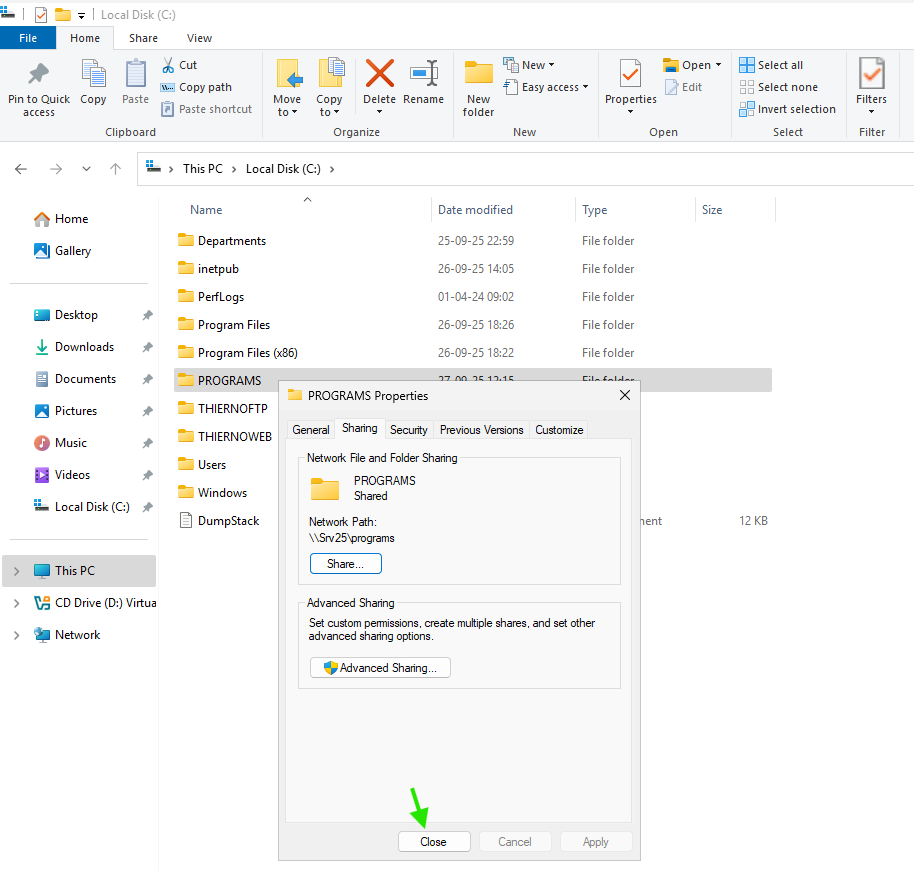 Local Disk (C:)
File Home Share View
Pin to Quick access
Copy
Paste
Cut
Copy path
Paste shortcut
Clipboard
Move to
Copy to
Delete
Rename
Organize
New folder
New
Easy access
New
Properties
Open
Edit
Open
Select all
Select none
Invert selection
Select
Filters
Filter
This PC > Local Disk (C:) >
Name Date modified Type Size
Home
Gallery
Desktop
Downloads
Documents
Pictures
Music
Videos
Local Disk (C:)
This PC
CD Drive (D:) Virtua
Network
Departments 25-09-25 22:59 File folder
inetpub 26-09-25 14:05 File folder
PerfLogs 01-04-24 09:02 File folder
Program Files 26-09-25 18:26 File folder
Program Files (x86) 26-09-25 18:22 File folder
PROGRAMS 27-09-25 12:15 File folder
THIERNOFTP
THIERNOWEB
Users
Windows
DumpStack ment 12 KB
PROGRAMS Properties
General Sharing Security Previous Versions Customize
Network File and Folder Sharing
PROGRAMS
Shared
Network Path:
\\Srv25\programs
Share...
Advanced Sharing
Set custom permissions, create multiple shares, and set other
advanced sharing options.
Advanced Sharing...
Close Cancel Apply